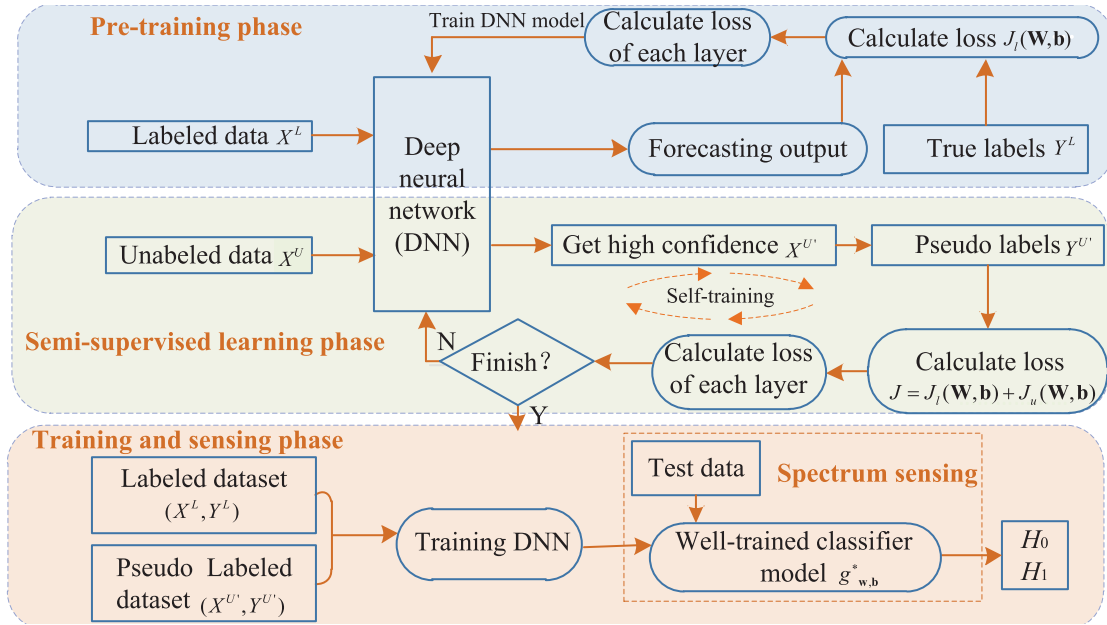 Pre-training phase
Train DNN model
Calculate loss
of each layer
Calculate loss J_l(W,b)
Labeled data X^L
Deep
neural
network
(DNN)
Forecasting output
True labels Y^L
Unabeled data X^U
Get high confidence X^{U'}
Pseudo labels Y^{U'}
Self-training
Semi-supervised learning phase
N
Finish?
Calculate loss
of each layer
Calculate loss
J = J_l(W,b) + J_u(W,b)
Y
Training and sensing phase
Labeled dataset
(X^L,Y^L)
Pseudo Labeled
dataset (X^{U'},Y^{U'})
Training DNN
Test data
Spectrum sensing
Well-trained classifier
model g^*_{w,b}
H_0
H_1